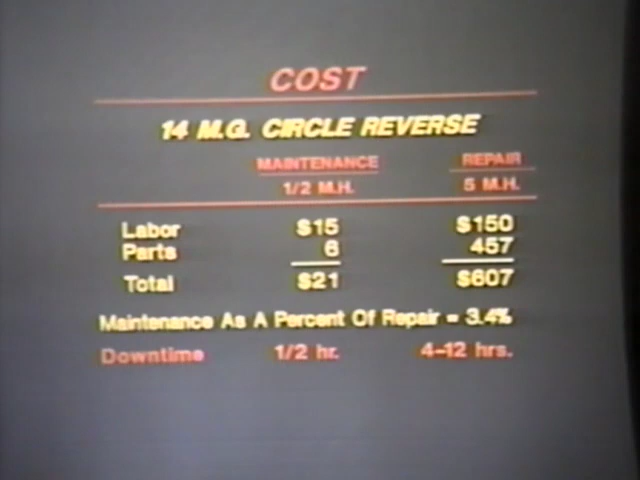 COST
14 M.G. CIRCLE REVERSE
MAINTENANCE REPAIR
1/2 M.H. 5 M.H.
Labor $15 $150
Parts 6 457
Total $21 $607
Maintenance As A Percent Of Repair = 3.4%
Downtime 1/2 hr. 4-12 hrs.